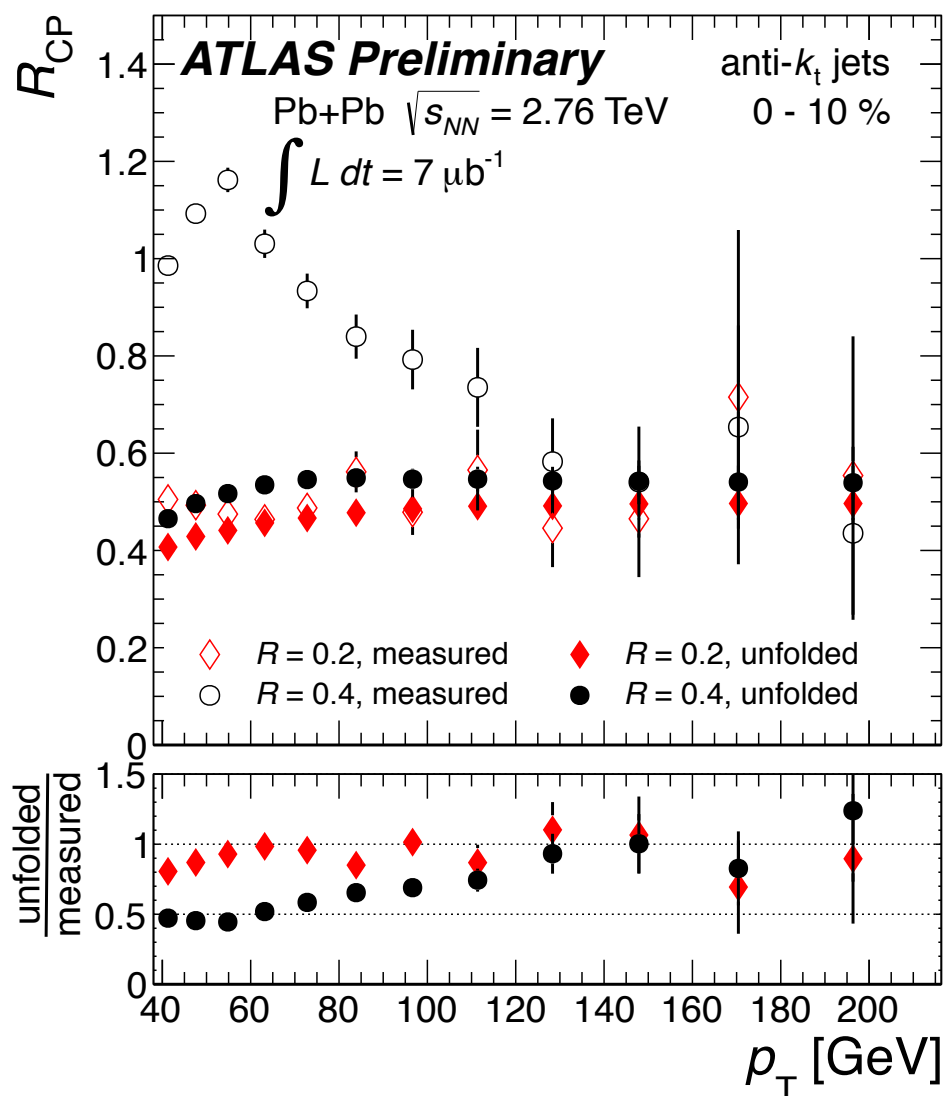 R_CP
ATLAS Preliminary
anti-k_t jets
Pb+Pb √s_NN = 2.76 TeV
0 - 10 %
∫ L dt = 7 μb⁻¹
1.4
1.2
1
0.8
0.6
0.4
0.2
0
R = 0.2, measured
R = 0.2, unfolded
R = 0.4, measured
R = 0.4, unfolded
unfolded
measured
1.5
1
0.5
0
40 60 80 100 120 140 160 180 200
p_T [GeV]